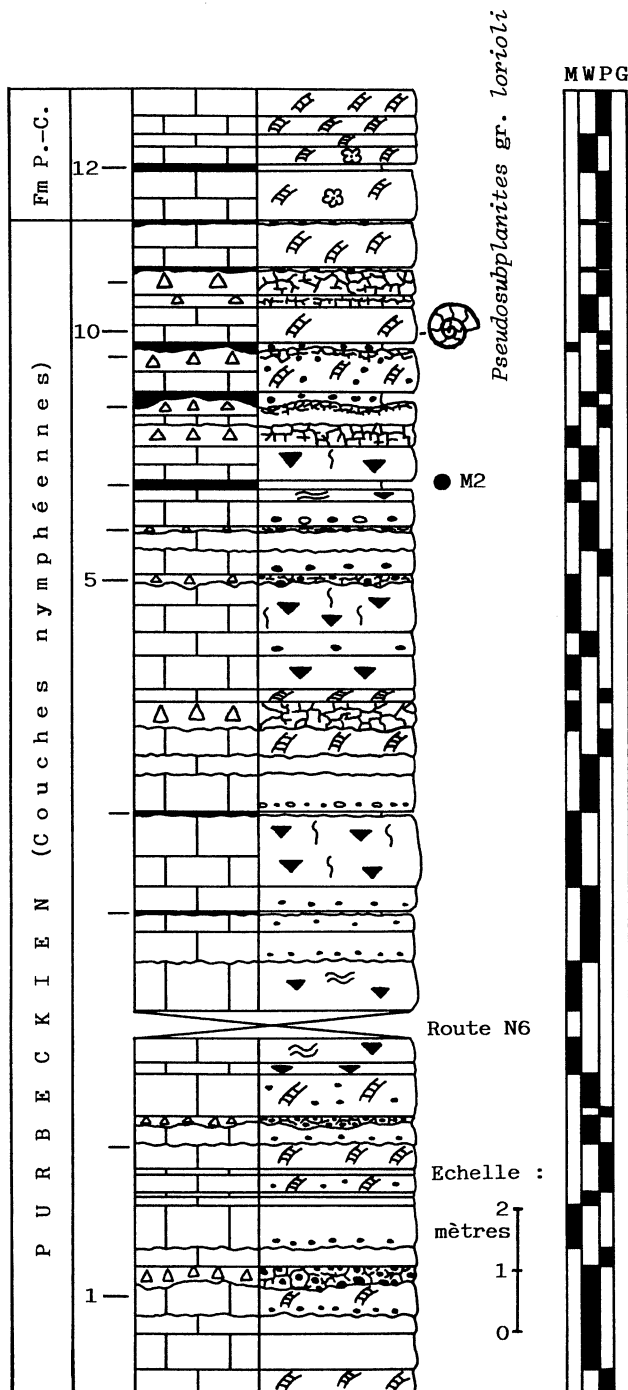 Pseudosubplanites gr. lorioli
MWPG
Fm P.-C.
12
10
PURBECKIEN (Couches nymphéennes)
M2
5
Route N6
Echelle :
2
mètres
1
0
1